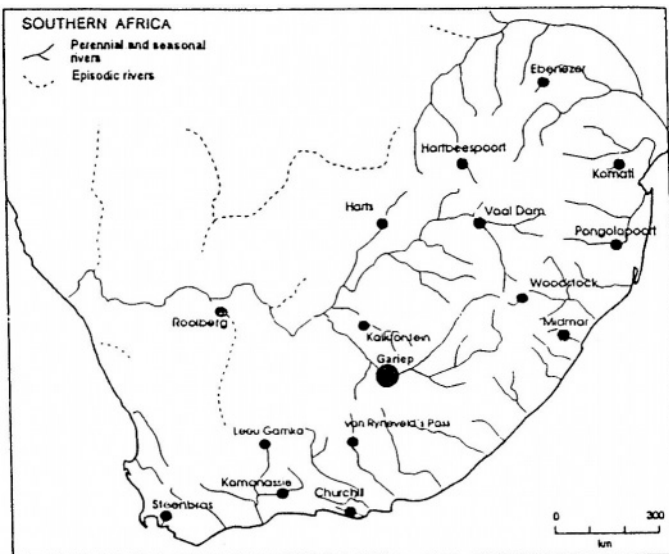 SOUTHERN AFRICA
Perennial and seasonal
rivers
Episodic rivers
Ebenezer
Hartbeespoort
Komati
Harts
Vaal Dam
Pongolapoort
Woodstock
Rooiberg
Kalkfontein
Midmar
Gariep
Leeu Gamka
van Ryneveld's Pass
Kamanassie
Churchill
Steenbras
0 300
km